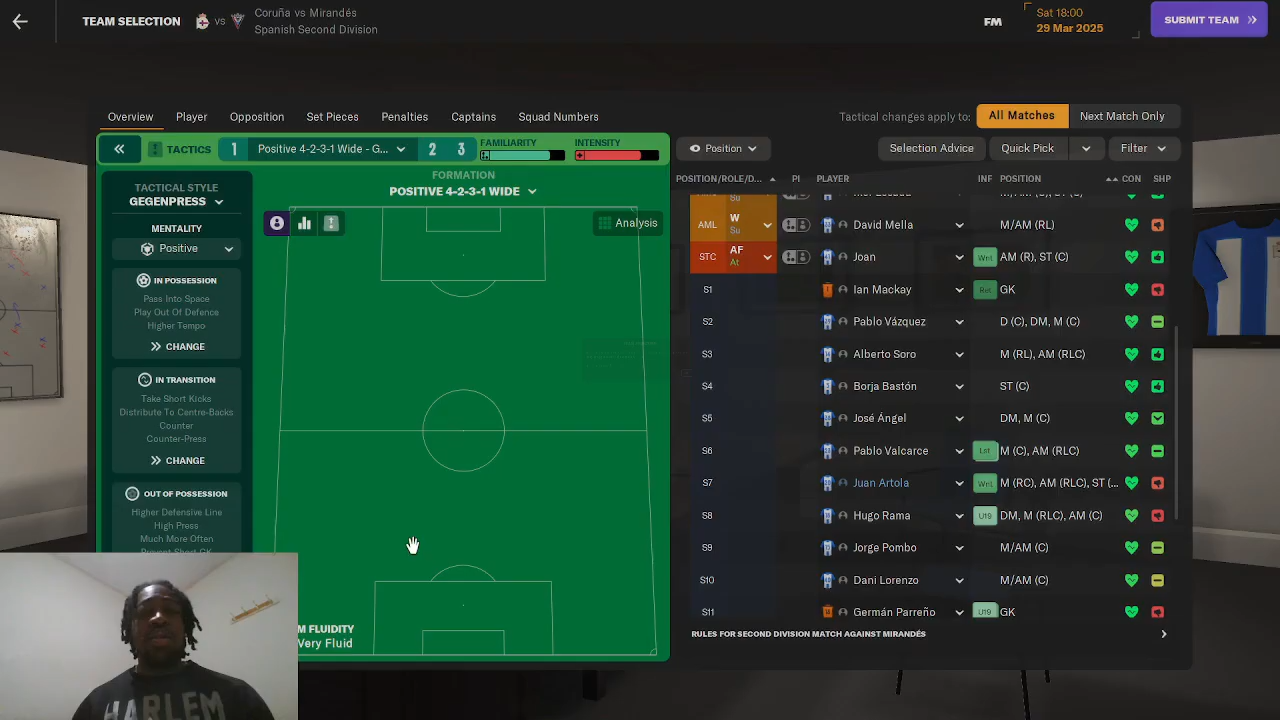 TEAM SELECTION
vs
Coruña vs Mirandés
Spanish Second Division
FM
Sat 18:00
29 Mar 2025
SUBMIT TEAM
Overview
Player
Opposition
Set Pieces
Penalties
Captains
Squad Numbers
Tactical changes apply to:
All Matches
Next Match Only
TACTICS
1
Positive 4-2-3-1 Wide - G...
2
3
FAMILIARITY
INTENSITY
Position
Selection Advice
Quick Pick
Filter
TACTICAL STYLE
GEGENPRESS
MENTALITY
Positive
IN POSSESSION
Pass Into Space
Play Out Of Defence
Higher Tempo
CHANGE
IN TRANSITION
Take Short Kicks
Distribute To Centre-Backs
Counter
Counter-Press
CHANGE
OUT OF POSSESSION
Higher Defensive Line
High Press
Much More Often
FORMATION
POSITIVE 4-2-3-1 WIDE
Analysis
M FLUIDITY
Very Fluid
POSITION/ROLE/D...
PI
PLAYER
INF
POSITION
CON
SHP
Su
AML W Su David Mella M/AM (RL)
STC AF At Joan Wnt AM (R), ST (C)
S1 Ian Mackay GK
S2 Pablo Vázquez D (C), DM, M (C)
S3 Alberto Soro M (RL), AM (RLC)
S4 Borja Bastón ST (C)
S5 José Ángel DM, M (C)
S6 Pablo Valcarce Lst M (C), AM (RLC)
S7 Juan Artola Wnt M (RC), AM (RLC), ST (...
S8 Hugo Rama U19 DM, M (RLC), AM (C)
S9 Jorge Pombo M/AM (C)
S10 Dani Lorenzo M/AM (C)
S11 Germán Parreño U19 GK
RULES FOR SECOND DIVISION MATCH AGAINST MIRANDÉS
HARLEM